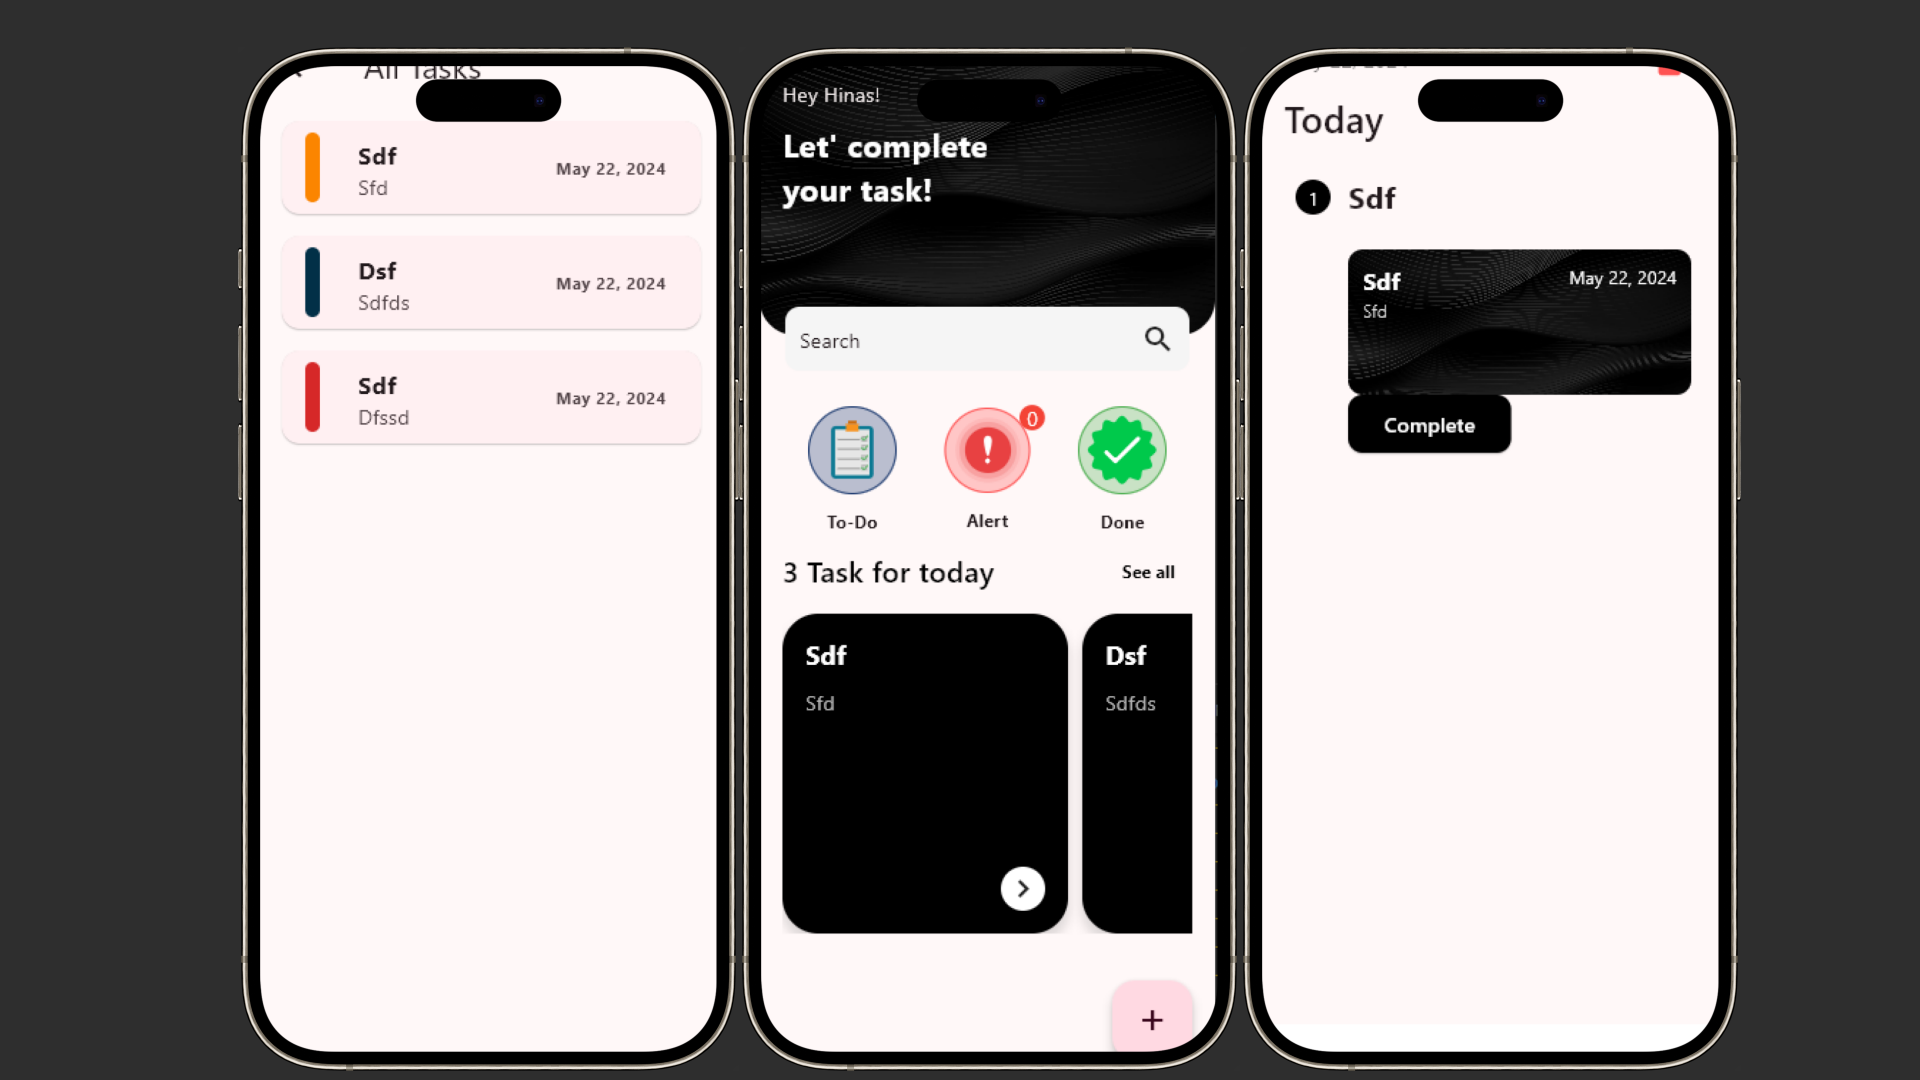 All Tasks
Sdf
May 22, 2024
Sfd
Dsf
May 22, 2024
Sdfds
Sdf
May 22, 2024
Dfssd
Hey Hinas!
Let' complete
your task!
Search
0
To-Do
Alert
Done
3 Task for today
See all
Sdf
Sfd
Dsf
Sdfds
+
Today
1
Sdf
Sdf
May 22, 2024
Sfd
Complete